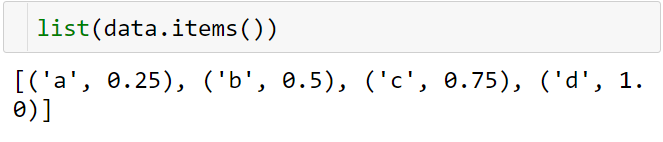 list(data.items())
[('a', 0.25), ('b', 0.5), ('c', 0.75), ('d', 1.
0)]